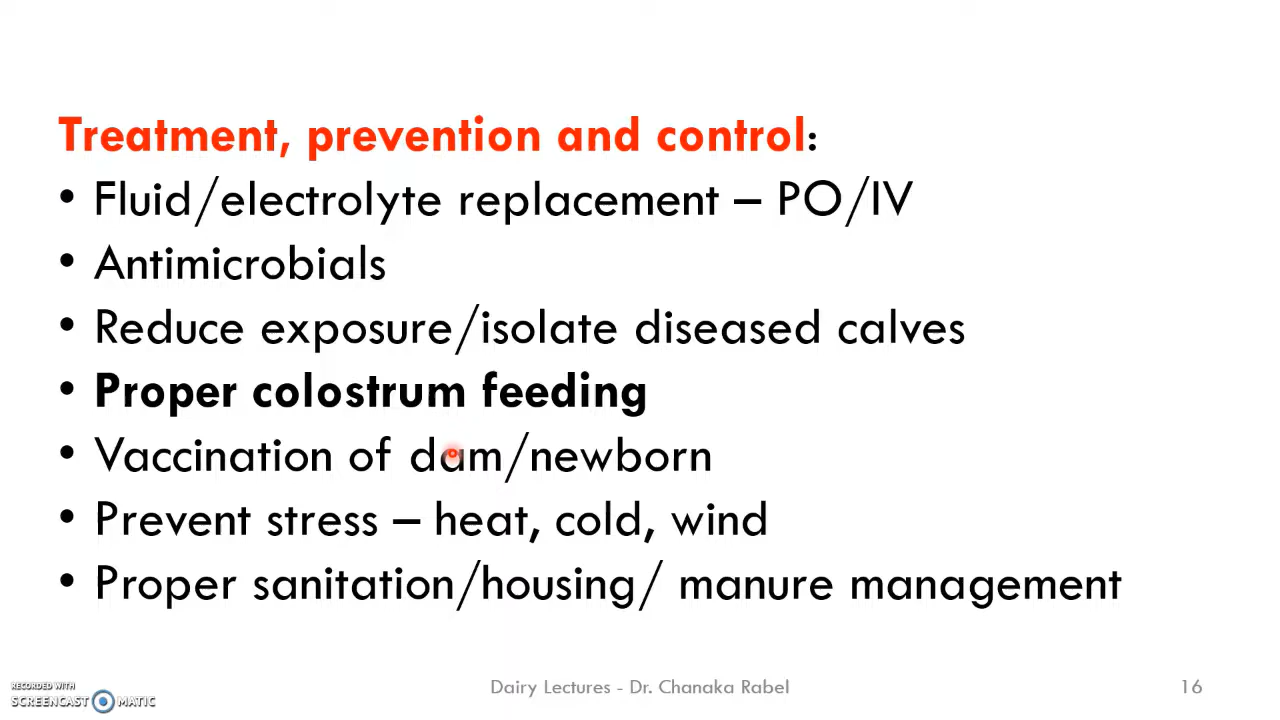 Treatment, prevention and control:
• Fluid/electrolyte replacement – PO/IV
• Antimicrobials
• Reduce exposure/isolate diseased calves
• Proper colostrum feeding
• Vaccination of dam/newborn
• Prevent stress – heat, cold, wind
• Proper sanitation/housing/ manure management
RECORDED WITH
SCREENCAST MATIC
Dairy Lectures - Dr. Chanaka Rabel
16